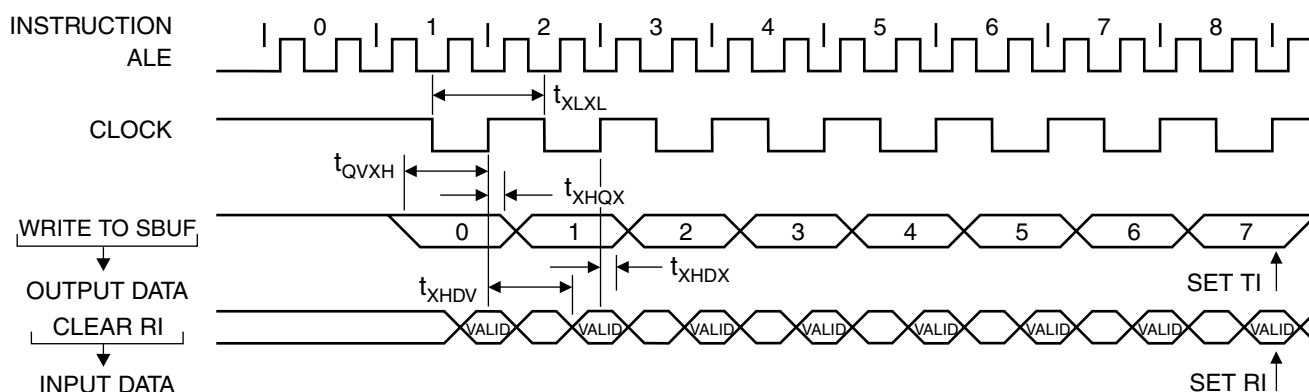 INSTRUCTION 0 1 2 3 4 5 6 7 8
ALE
tXLXL
CLOCK
tQVXH
tXHQX
WRITE TO SBUF 0 1 2 3 4 5 6 7
tXHDX
tXHDV SET TI
OUTPUT DATA
CLEAR RI VALID VALID VALID VALID VALID VALID VALID VALID
INPUT DATA SET RI